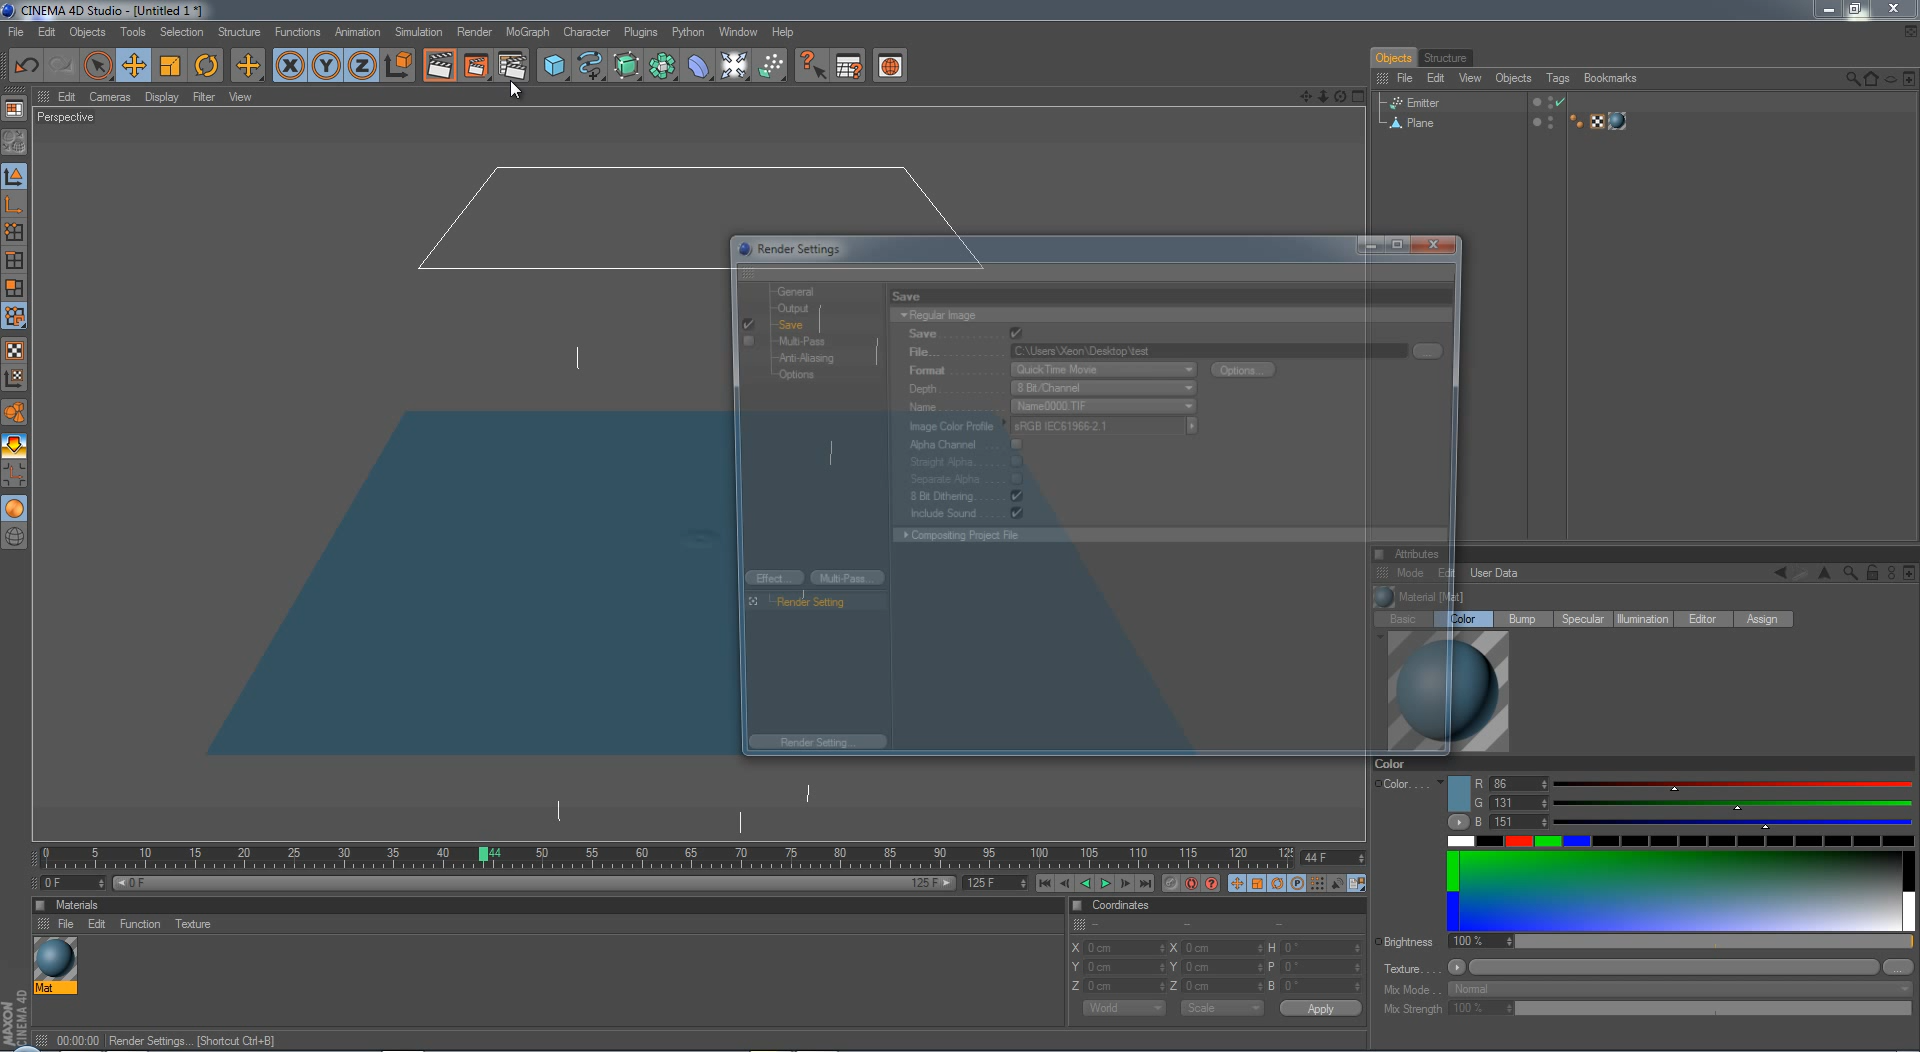 CINEMA 4D Studio - [Untitled 1 *]
File Edit Objects Tools Selection Structure Functions Animation Simulation Render MoGraph Character Plugins Python Window Help
Objects Structure
File Edit View Objects Tags Bookmarks
Emitter
Plane
Edit Cameras Display Filter View
Perspective
Render Settings
General
Output
Save
Multi-Pass
Anti-Aliasing
Options
Save
Regular Image
Save
File... C:\Users\Xeon\Desktop\test ...
Format QuickTime Movie Options...
Depth 8 Bit/Channel
Name Name0000.TIF
Image Color Profile sRGB IEC61966-2.1
Alpha Channel
Straight Alpha
Separate Alpha
8 Bit Dithering
Include Sound
Compositing Project File
Effect... Multi-Pass...
Render Setting
Render Setting...
Attributes
Mode Edit User Data
Material [Mat]
Basic Color Bump Specular Illumination Editor Assign
Color
Color R 86
G 131
B 151
Brightness 100 %
Texture ...
Mix Mode Normal
Mix Strength 100 %
0 5 10 15 20 25 30 35 40 44 50 55 60 65 70 75 80 85 90 95 100 105 110 115 120 125 44 F
0 F 0 F 125 F 125 F
Materials
File Edit Function Texture
Mat
Coordinates
-- -- --
X 0 cm X 0 cm H 0 °
Y 0 cm Y 0 cm P 0 °
Z 0 cm Z 0 cm B 0 °
World Scale Apply
MAXON CINEMA 4D
00:00:00 Render Settings... [Shortcut Ctrl+B]